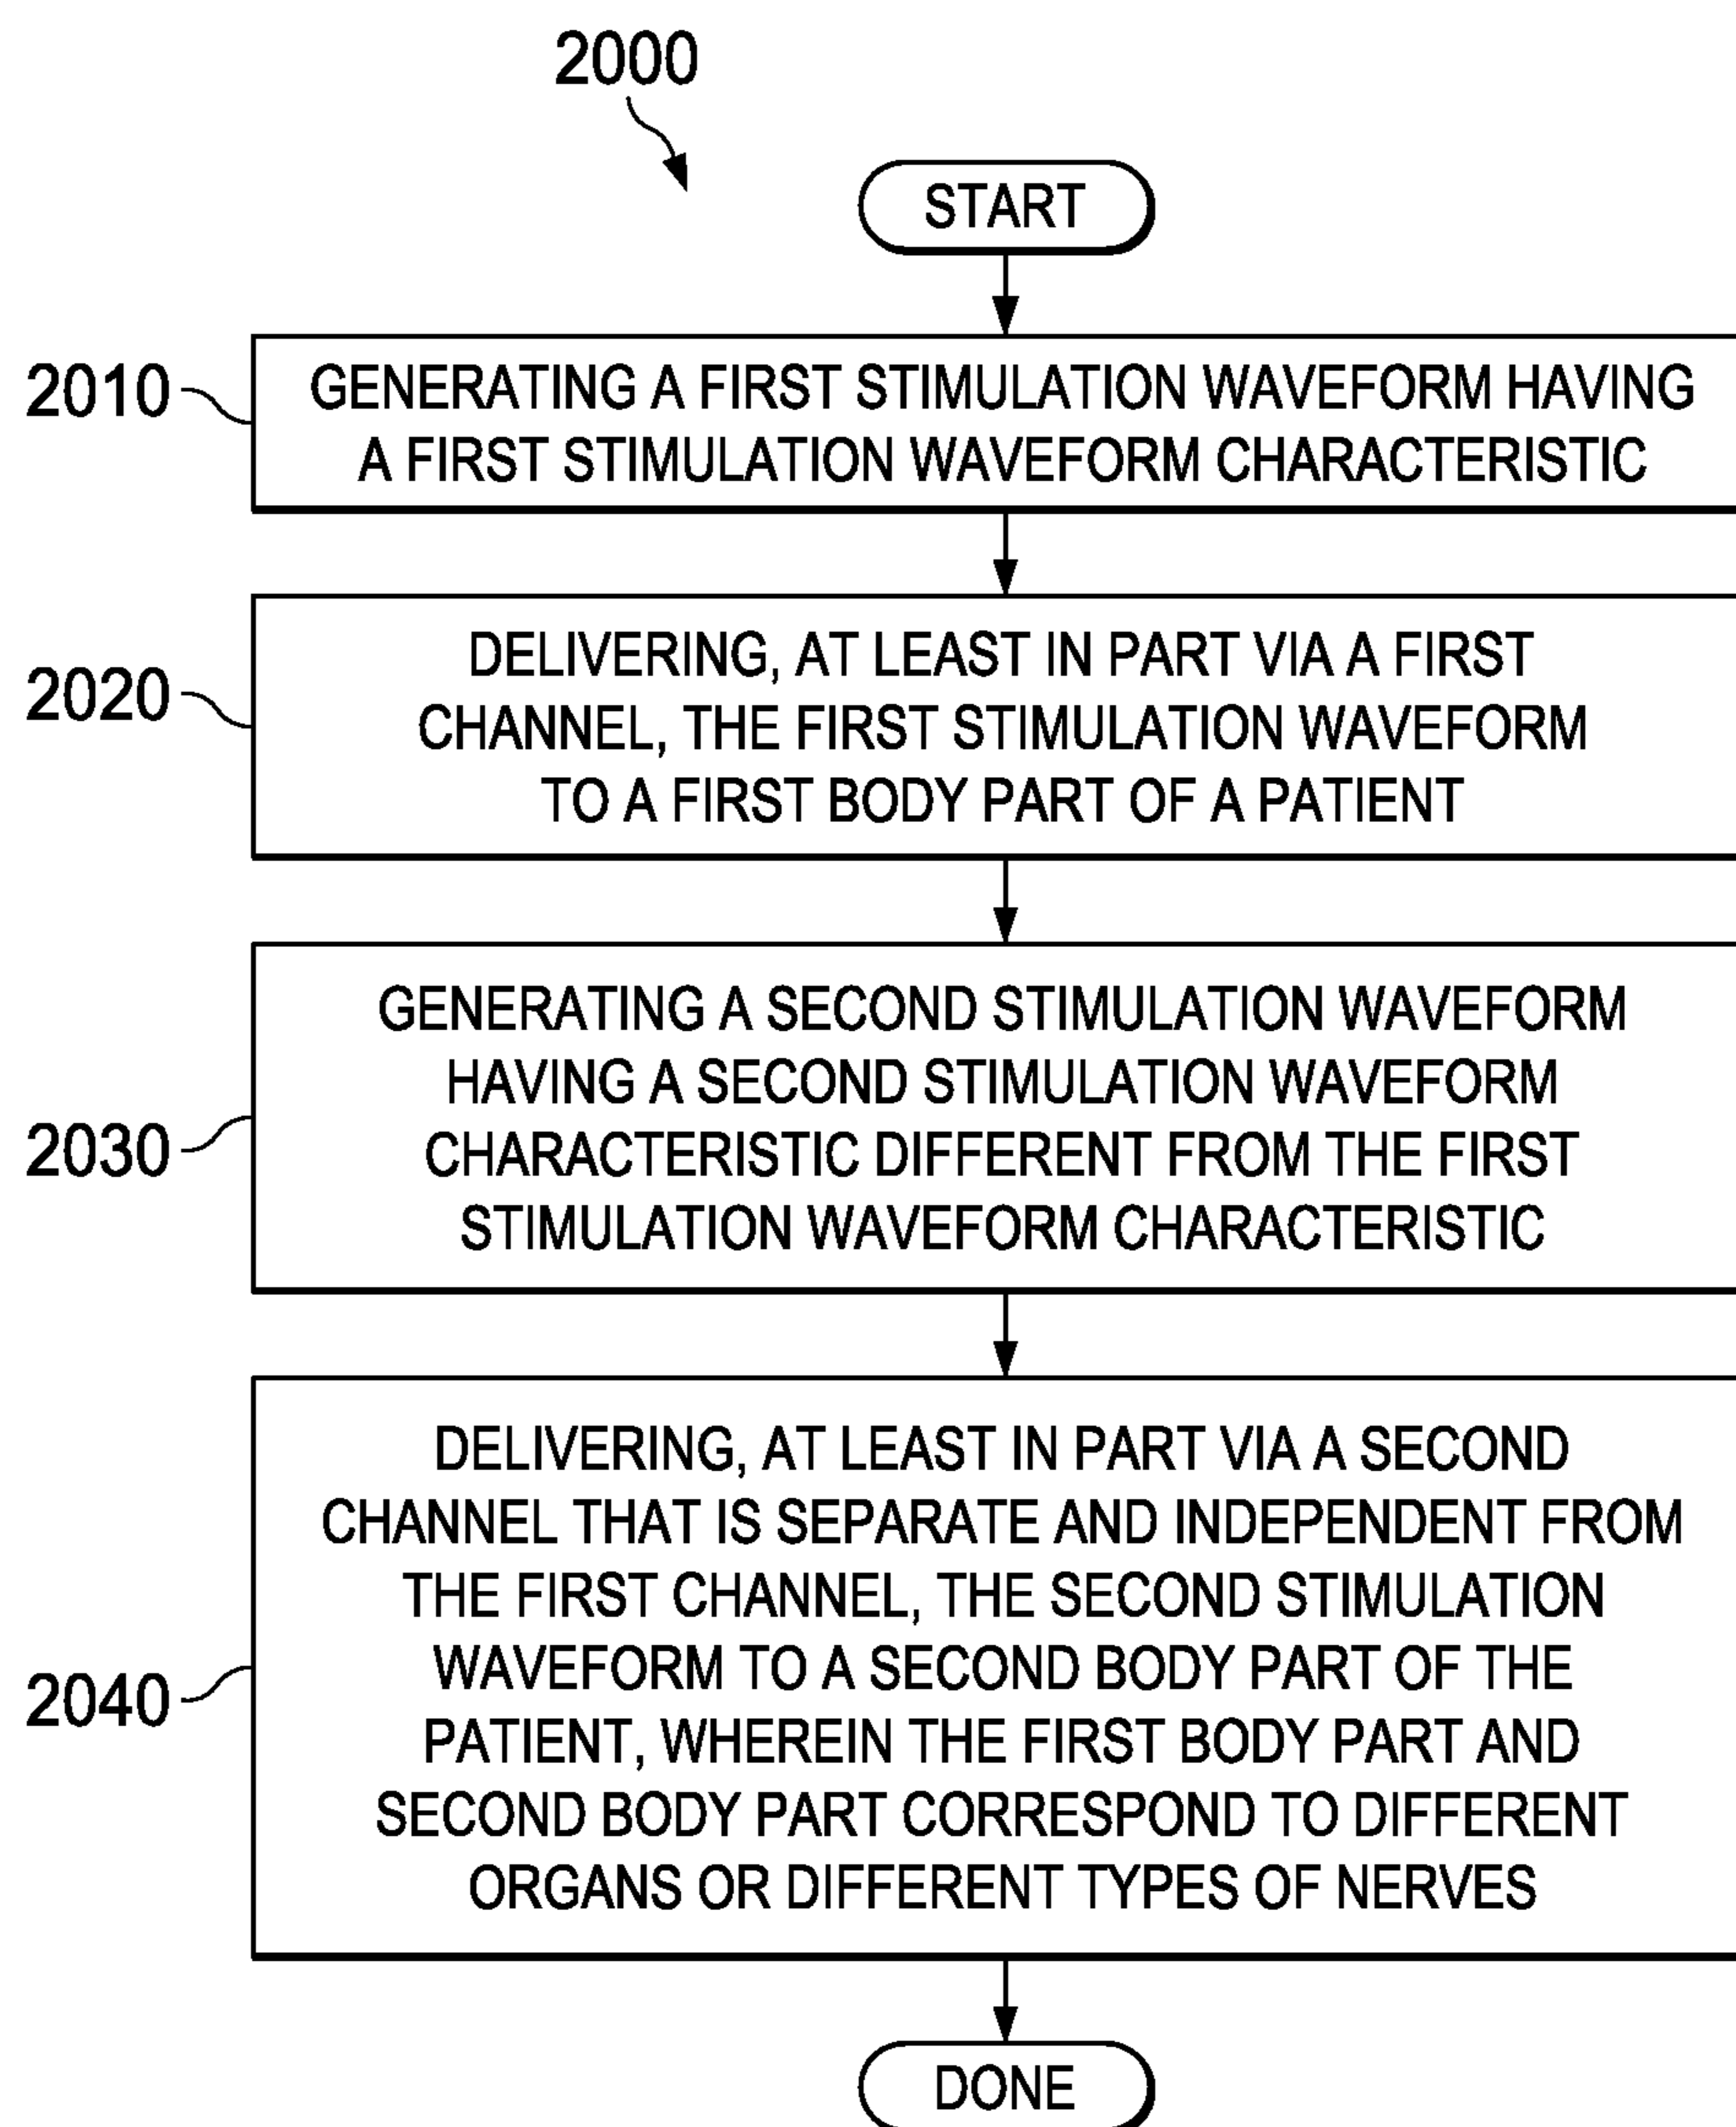 2000
START
2010
GENERATING A FIRST STIMULATION WAVEFORM HAVING
A FIRST STIMULATION WAVEFORM CHARACTERISTIC
2020
DELIVERING, AT LEAST IN PART VIA A FIRST
CHANNEL, THE FIRST STIMULATION WAVEFORM
TO A FIRST BODY PART OF A PATIENT
2030
GENERATING A SECOND STIMULATION WAVEFORM
HAVING A SECOND STIMULATION WAVEFORM
CHARACTERISTIC DIFFERENT FROM THE FIRST
STIMULATION WAVEFORM CHARACTERISTIC
2040
DELIVERING, AT LEAST IN PART VIA A SECOND
CHANNEL THAT IS SEPARATE AND INDEPENDENT FROM
THE FIRST CHANNEL, THE SECOND STIMULATION
WAVEFORM TO A SECOND BODY PART OF THE
PATIENT, WHEREIN THE FIRST BODY PART AND
SECOND BODY PART CORRESPOND TO DIFFERENT
ORGANS OR DIFFERENT TYPES OF NERVES
DONE